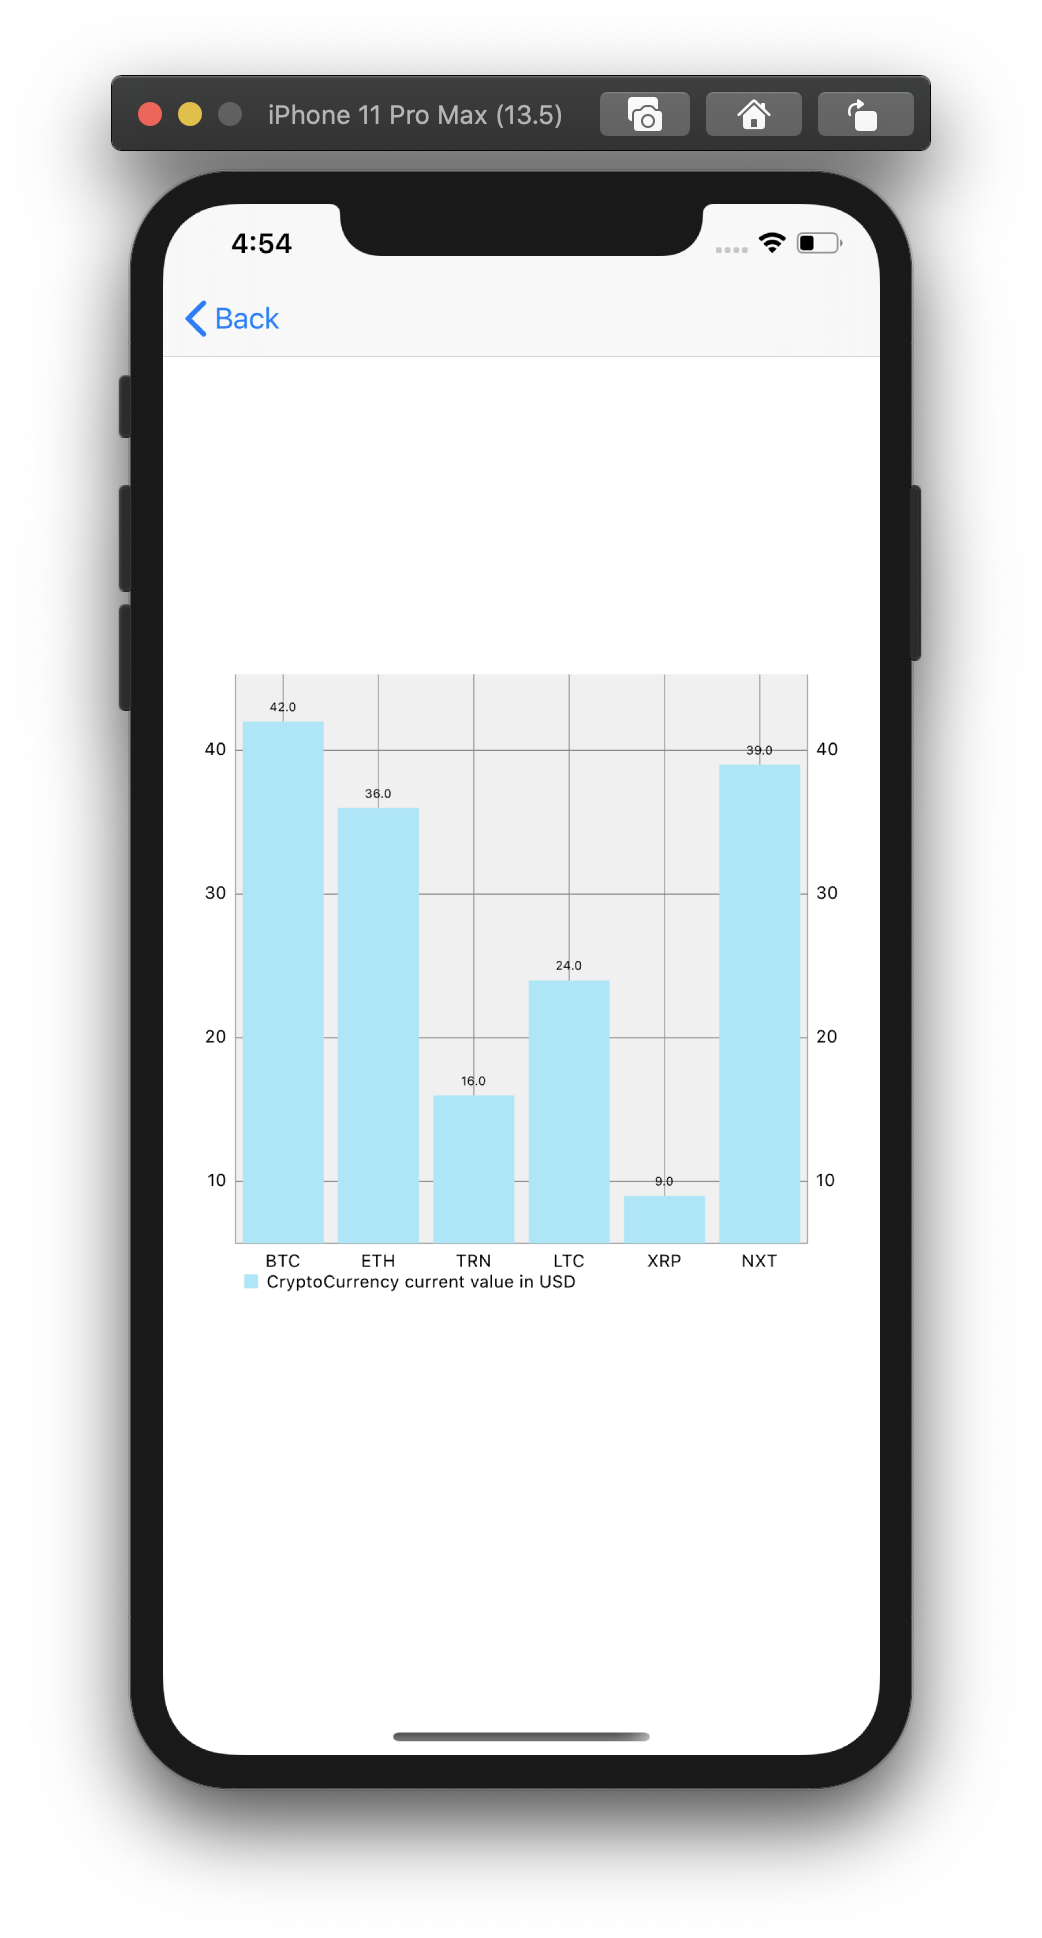 iPhone 11 Pro Max (13.5)
4:54
Back
42.0
40 39.0 40
36.0
30 30
24.0
20 20
16.0
10 9.0 10
BTC ETH TRN LTC XRP NXT
CryptoCurrency current value in USD